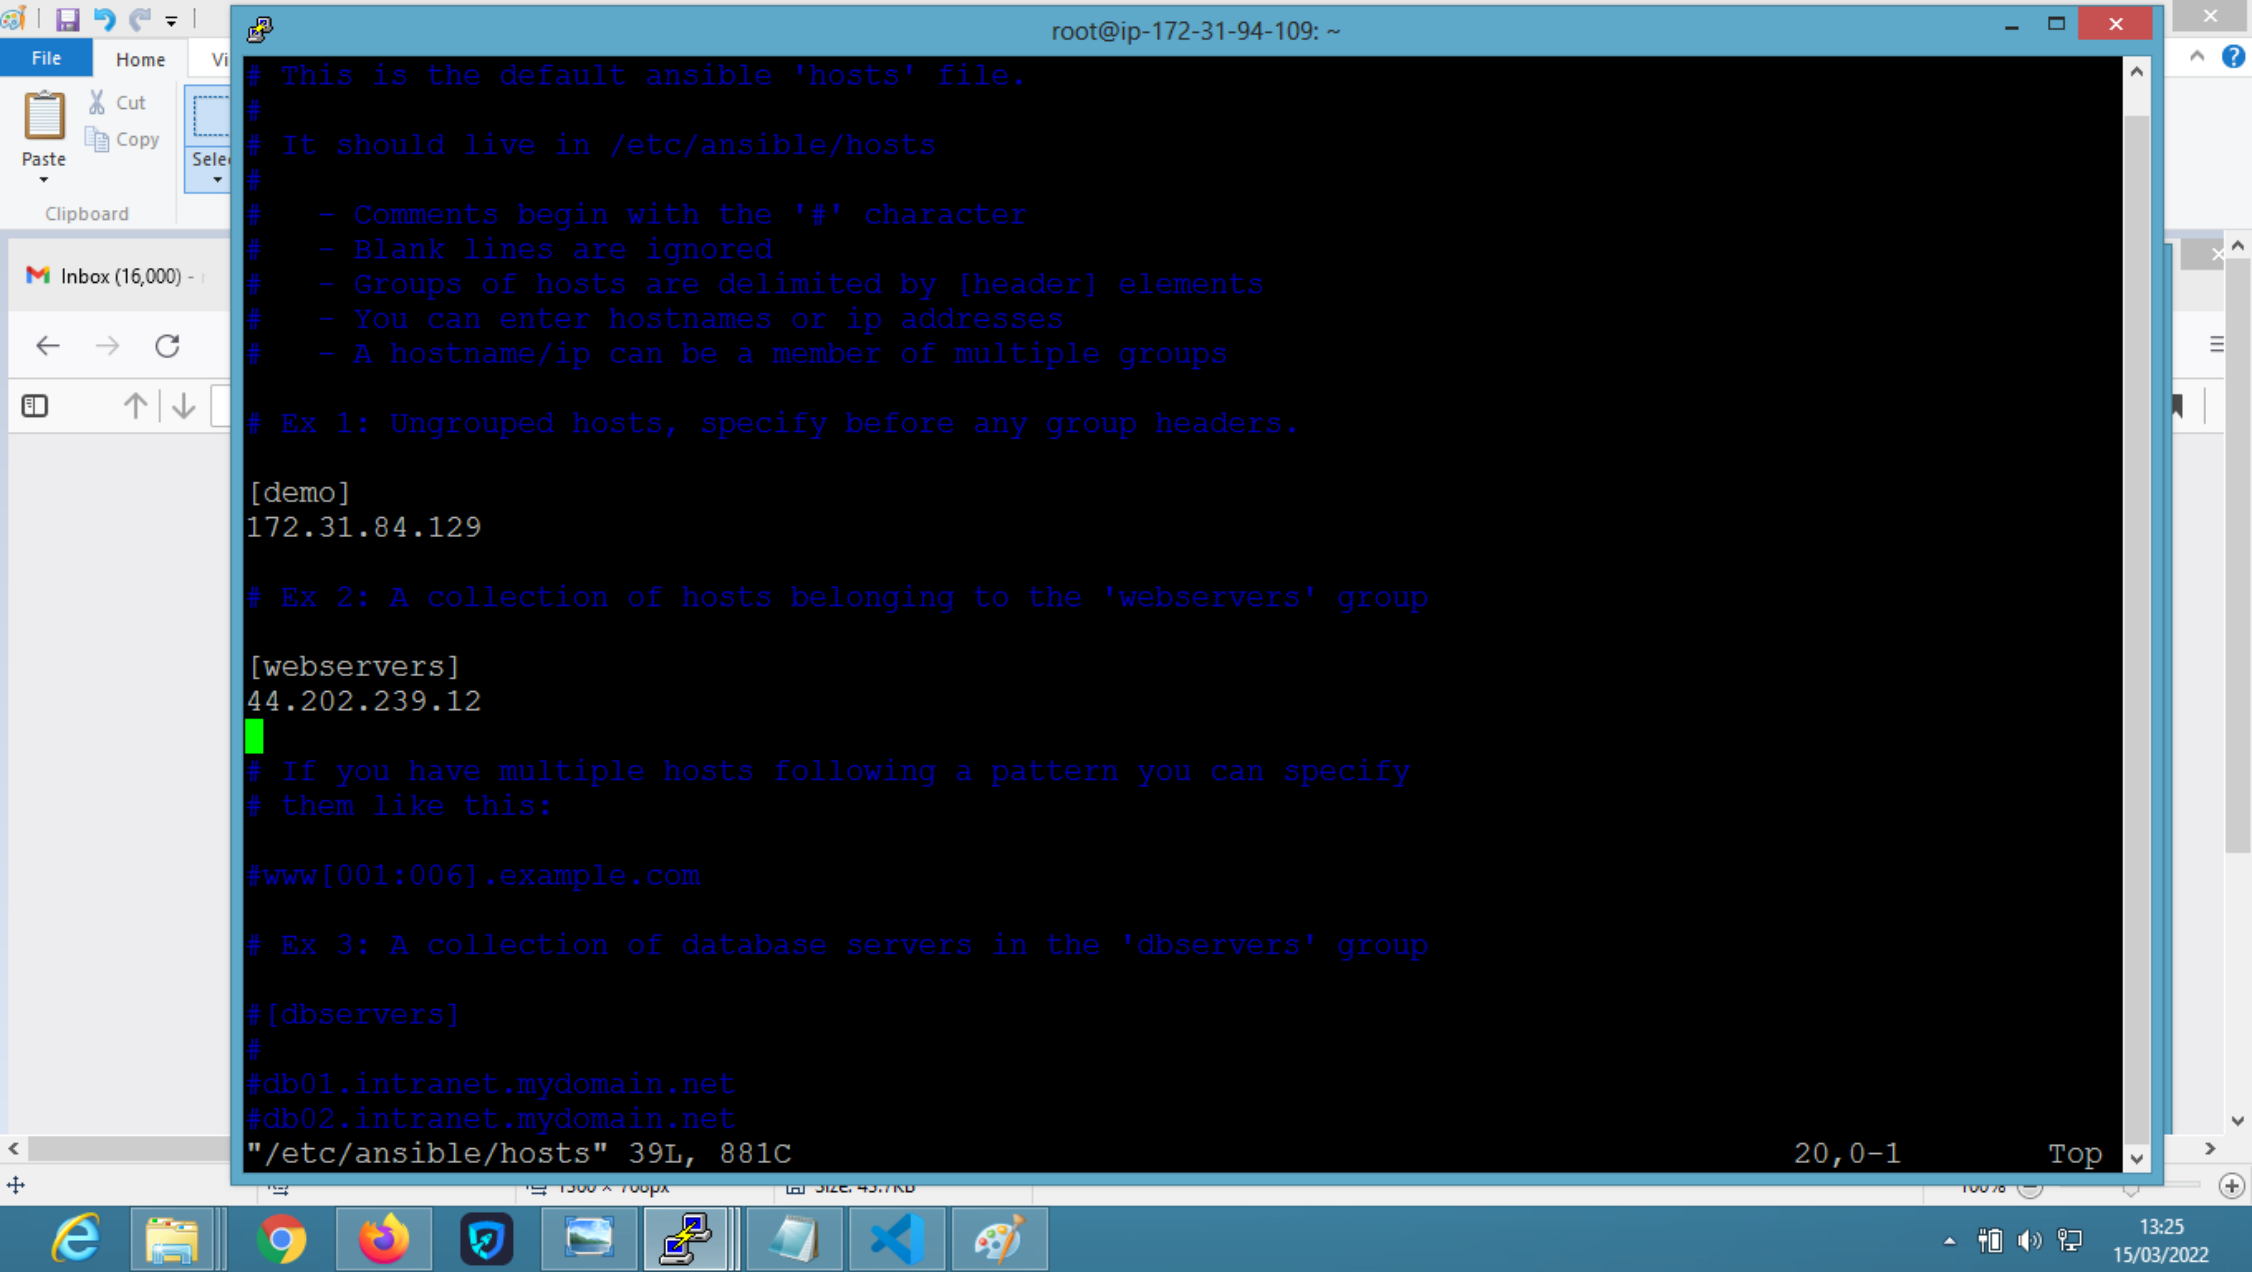 root@ip-172-31-94-109: ~
File
Home
Cut
Copy
Paste
Clipboard
Inbox (16,000) -
# This is the default ansible 'hosts' file.
#
# It should live in /etc/ansible/hosts
#
#   - Comments begin with the '#' character
#   - Blank lines are ignored
#   - Groups of hosts are delimited by [header] elements
#   - You can enter hostnames or ip addresses
#   - A hostname/ip can be a member of multiple groups
# Ex 1: Ungrouped hosts, specify before any group headers.
[demo]
172.31.84.129
# Ex 2: A collection of hosts belonging to the 'webservers' group
[webservers]
44.202.239.12
# If you have multiple hosts following a pattern you can specify
# them like this:
#www[001:006].example.com
# Ex 3: A collection of database servers in the 'dbservers' group
#[dbservers]
#
#db01.intranet.mydomain.net
#db02.intranet.mydomain.net
"/etc/ansible/hosts" 39L, 881C 20,0-1 Top
13:25
15/03/2022